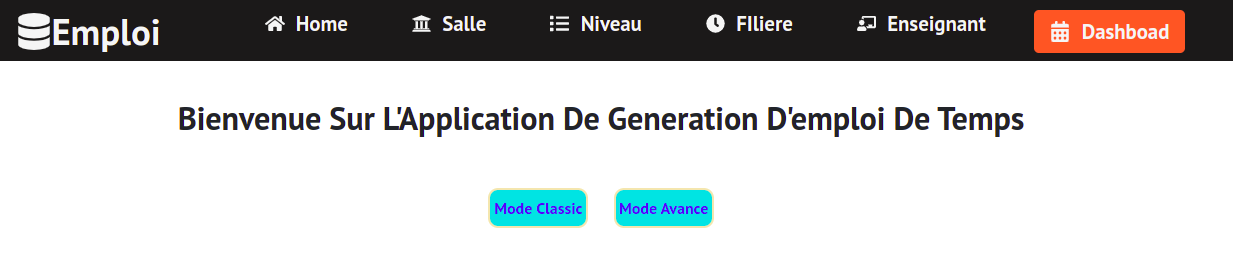 Emploi Home Salle Niveau FIliere Enseignant Dashboad
Bienvenue Sur L'Application De Generation D'emploi De Temps
Mode Classic Mode Avance